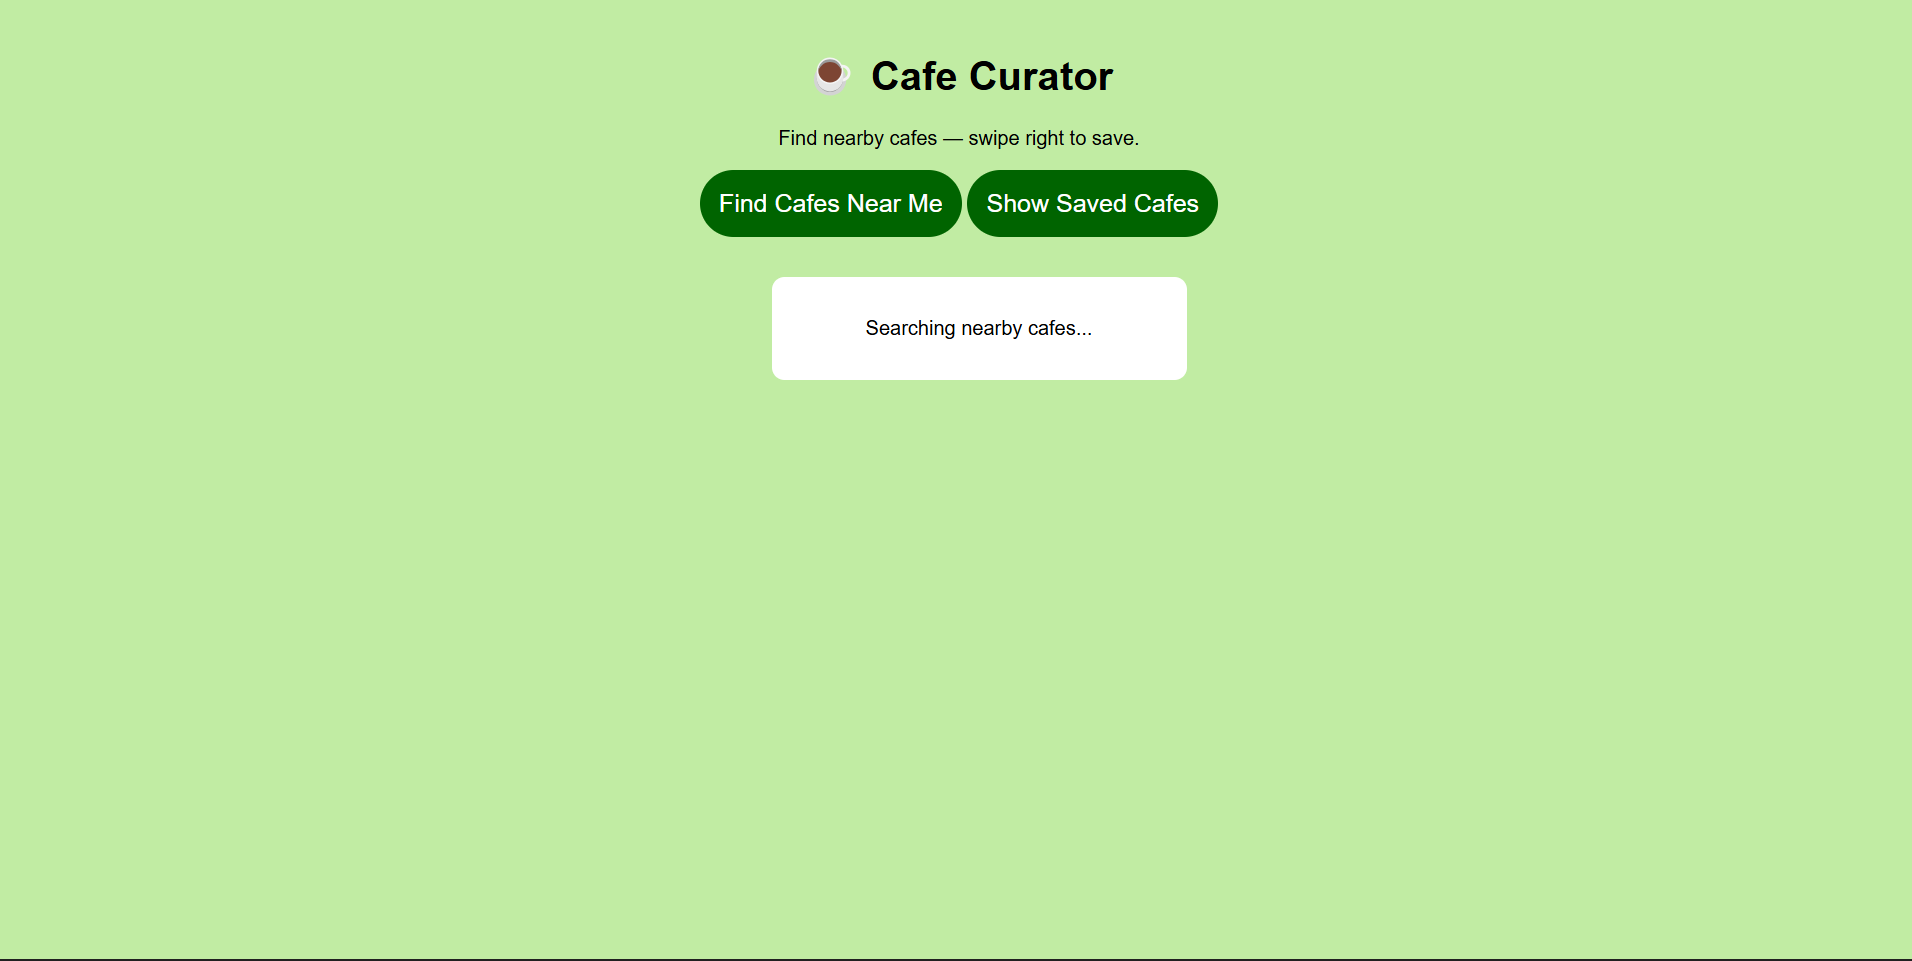 Cafe Curator
Find nearby cafes — swipe right to save.
Find Cafes Near Me
Show Saved Cafes
Searching nearby cafes...